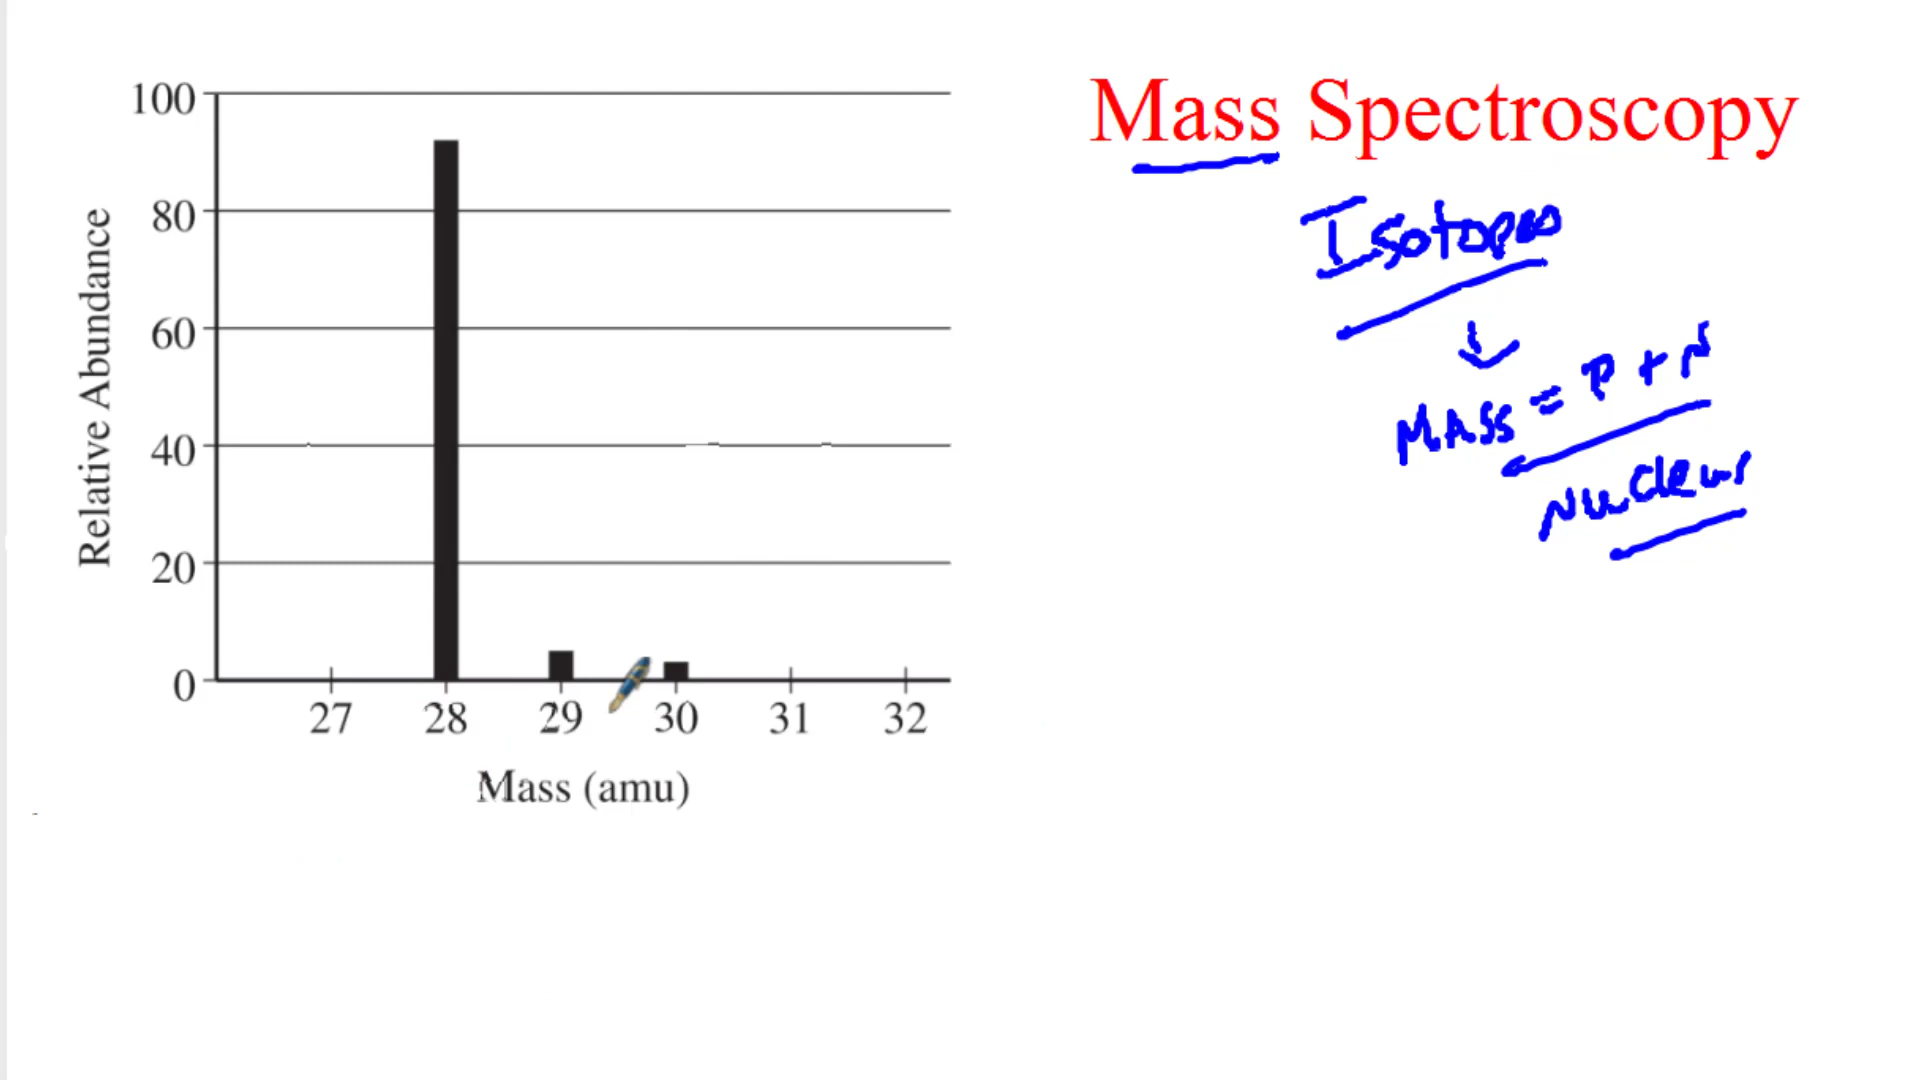 Mass Spectroscopy
Isotopes
MASS = P + N
Nucleus
100
80
60
40
20
0
Relative Abundance
27 28 29 30 31 32
Mass (amu)